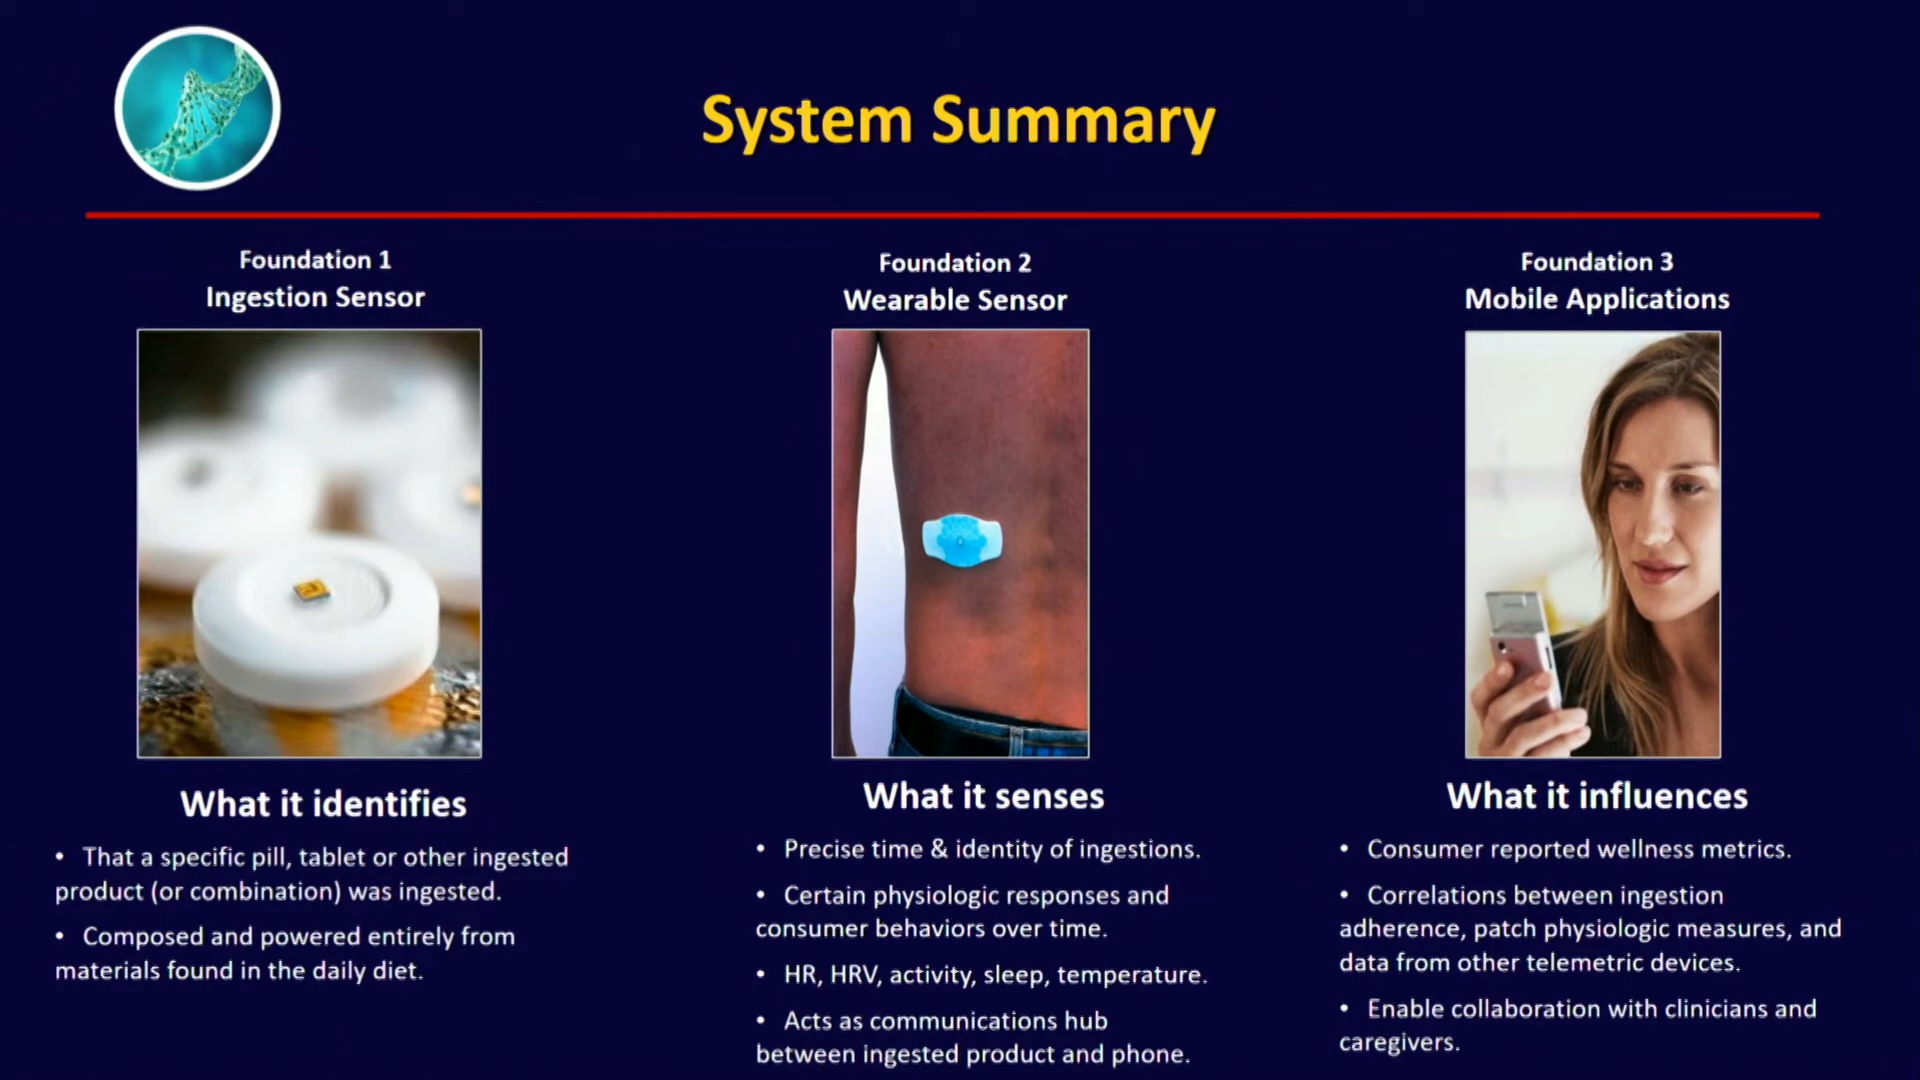 System Summary
Foundation 1
Ingestion Sensor
What it identifies
• That a specific pill, tablet or other ingested
product (or combination) was ingested.
• Composed and powered entirely from
materials found in the daily diet.
Foundation 2
Wearable Sensor
What it senses
• Precise time & identity of ingestions.
• Certain physiologic responses and
consumer behaviors over time.
• HR, HRV, activity, sleep, temperature.
• Acts as communications hub
between ingested product and phone.
Foundation 3
Mobile Applications
What it influences
• Consumer reported wellness metrics.
• Correlations between ingestion
adherence, patch physiologic measures, and
data from other telemetric devices.
• Enable collaboration with clinicians and
caregivers.